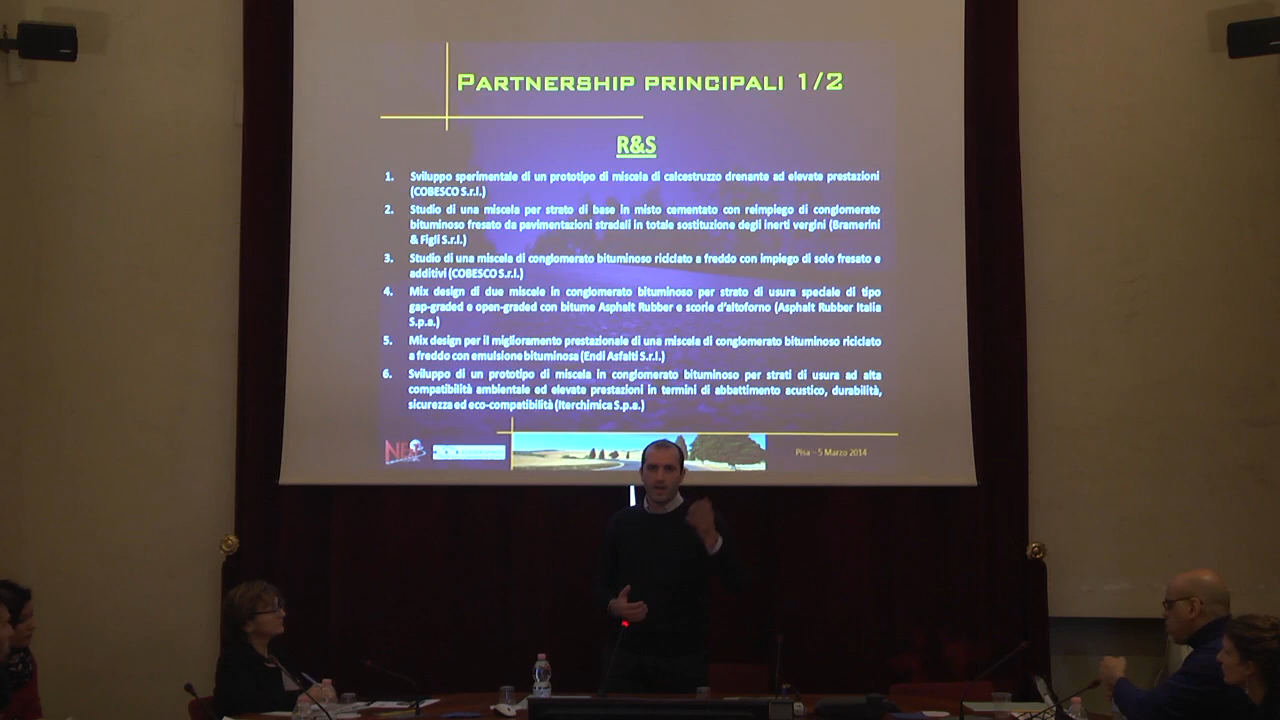 PARTNERSHIP PRINCIPALI 1/2
R&S
1. Sviluppo sperimentale di un prototipo di miscela di calcestruzzo drenante ad elevate prestazioni
(COBESCO S.r.l.)
2. Studio di una miscela per strato di base in misto cementato con reimpiego di conglomerato
bituminoso fresato da pavimentazioni stradali in totale sostituzione degli inerti vergini (Bramerini
& Figli S.r.l.)
3. Studio di una miscela di conglomerato bituminoso riciclato a freddo con impiego di solo fresato e
additivi (COBESCO S.r.l.)
4. Mix design di due miscele in conglomerato bituminoso per strato di usura speciale di tipo
gap-graded e open-graded con bitume Asphalt Rubber e scorie d'altoforno (Asphalt Rubber Italia
S.p.a.)
5. Mix design per il miglioramento prestazionale di una miscela di conglomerato bituminoso riciclato
a freddo con emulsione bituminosa (Endi Asfalti S.r.l.)
6. Sviluppo di un prototipo di miscela in conglomerato bituminoso per strati di usura ad alta
compatibilità ambientale ed elevate prestazioni in termini di abbattimento acustico, durabilità,
sicurezza ed eco-compatibilità (Iterchimica S.p.a.)
Pisa – 5 Marzo 2014